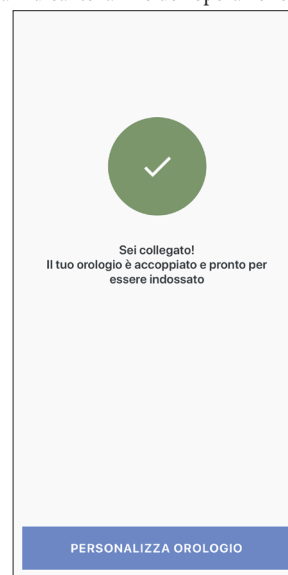 Sei collegato!
Il tuo orologio è accoppiato e pronto per
essere indossato
PERSONALIZZA OROLOGIO